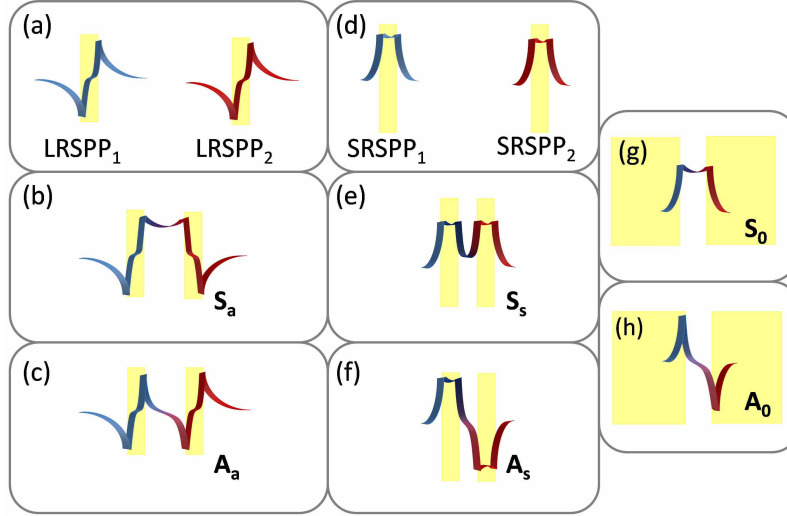 (a)
LRSPP₁ LRSPP₂
(b)
Sₐ
(c)
Aₐ
(d)
SRSPP₁ SRSPP₂
(e)
Sₛ
(f)
Aₛ
(g)
S₀
(h)
A₀